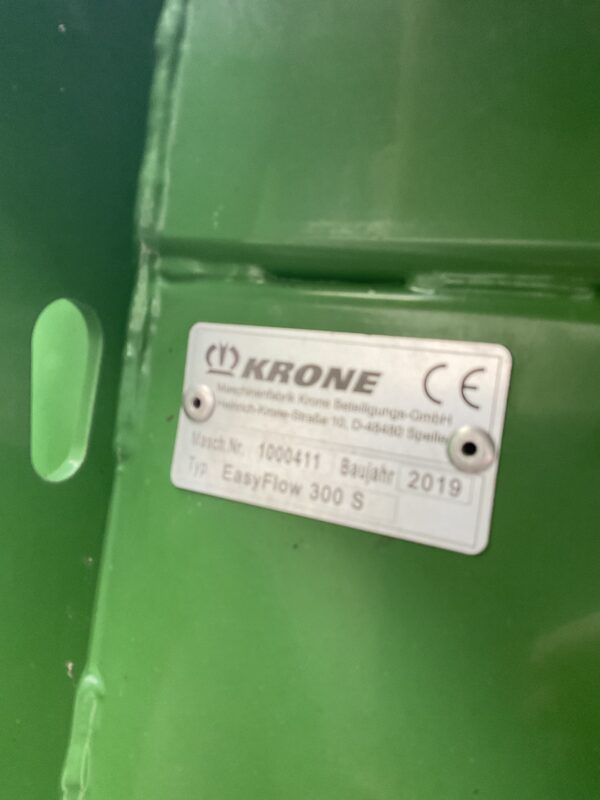 KRONE CE
Maschinenfabrik Krone Beteiligungs-GmbH
Heinrich-Krone-Straße 10, D-48480 Spelle
Masch.Nr. 1000411 Baujahr 2019
Typ EasyFlow 300 S